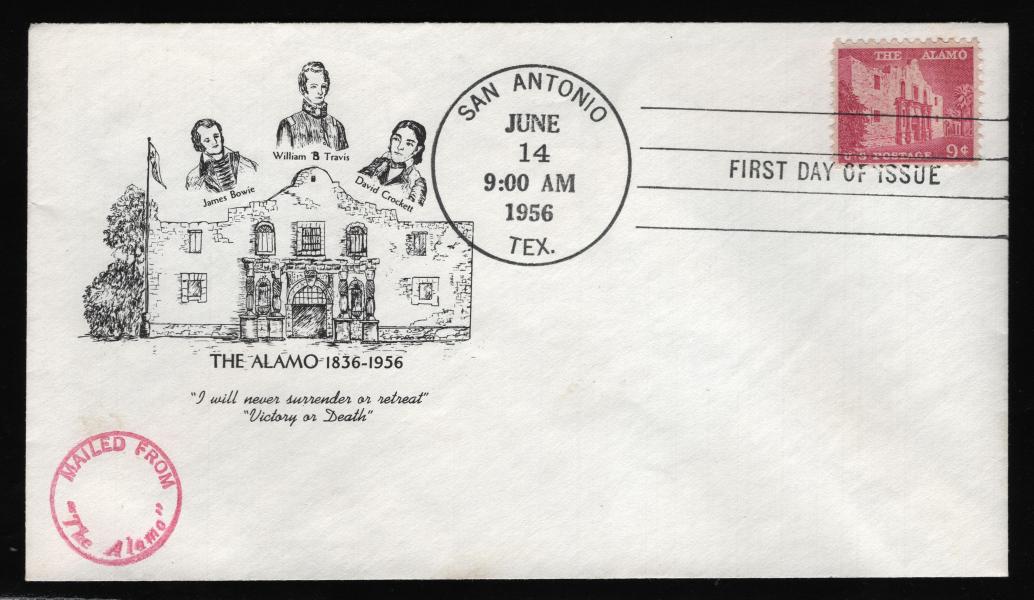 THE ALAMO
U.S. POSTAGE 9¢
SAN ANTONIO
JUNE
14
9:00 AM
1956
TEX.
FIRST DAY OF ISSUE
William B Travis
James Bowie
David Crockett
THE ALAMO 1836-1956
"I will never surrender or retreat"
"Victory or Death"
MAILED FROM
"The Alamo"